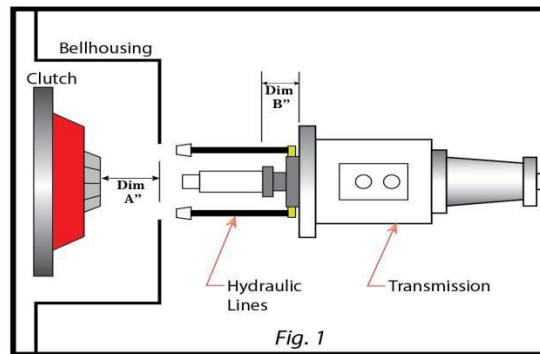 Bellhousing
Clutch
Dim
B”
Dim
A”
Hydraulic
Lines
Transmission
Fig. 1